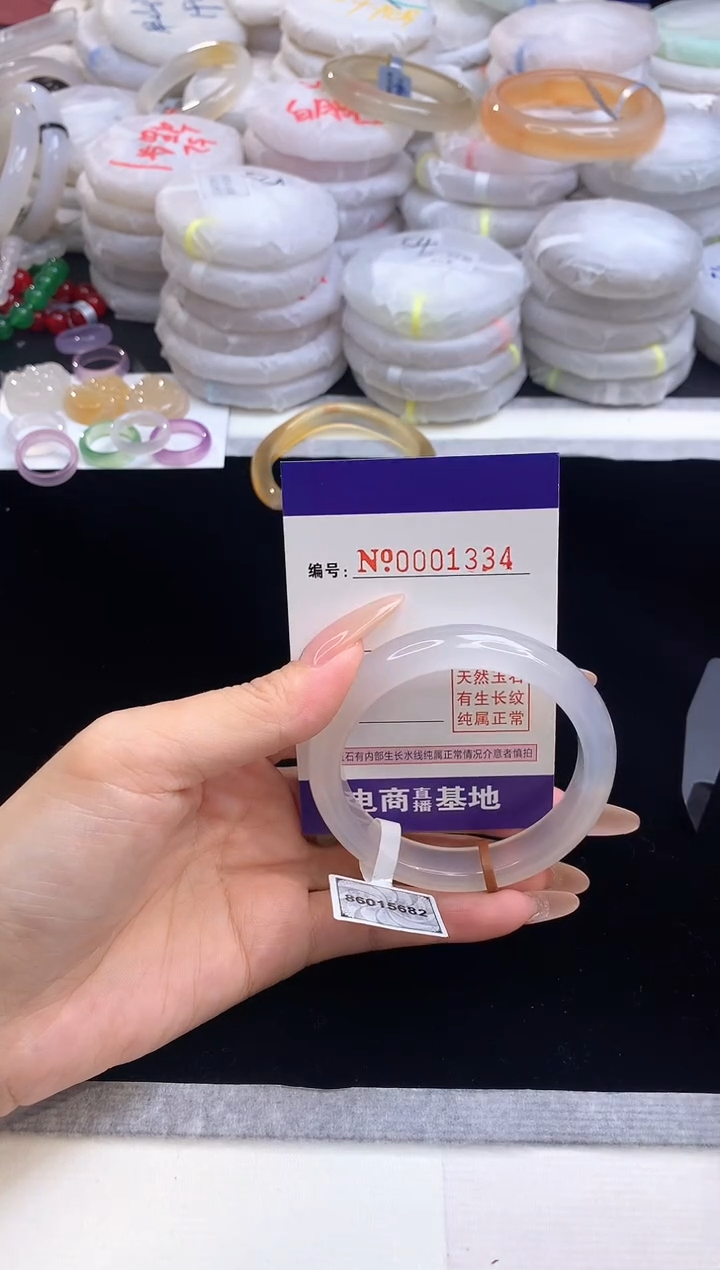 编号: №0001334
天然玉石
有生长纹
纯属正常
石有内部生长水线纯属正常情况介意者慎拍
电商直播基地
86015682